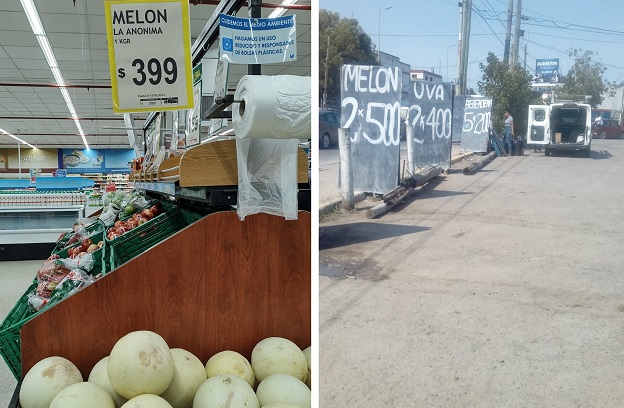 MELON
LA ANONIMA
1 KGR
$ 399
CUIDEMOS EL MEDIO AMBIENTE
HAGAMOS UN USO
REDUCIDO Y RESPONSABLE
DE BOLSAS PLÁSTICAS.
MELON
2x500
UVA
2x400
5x200